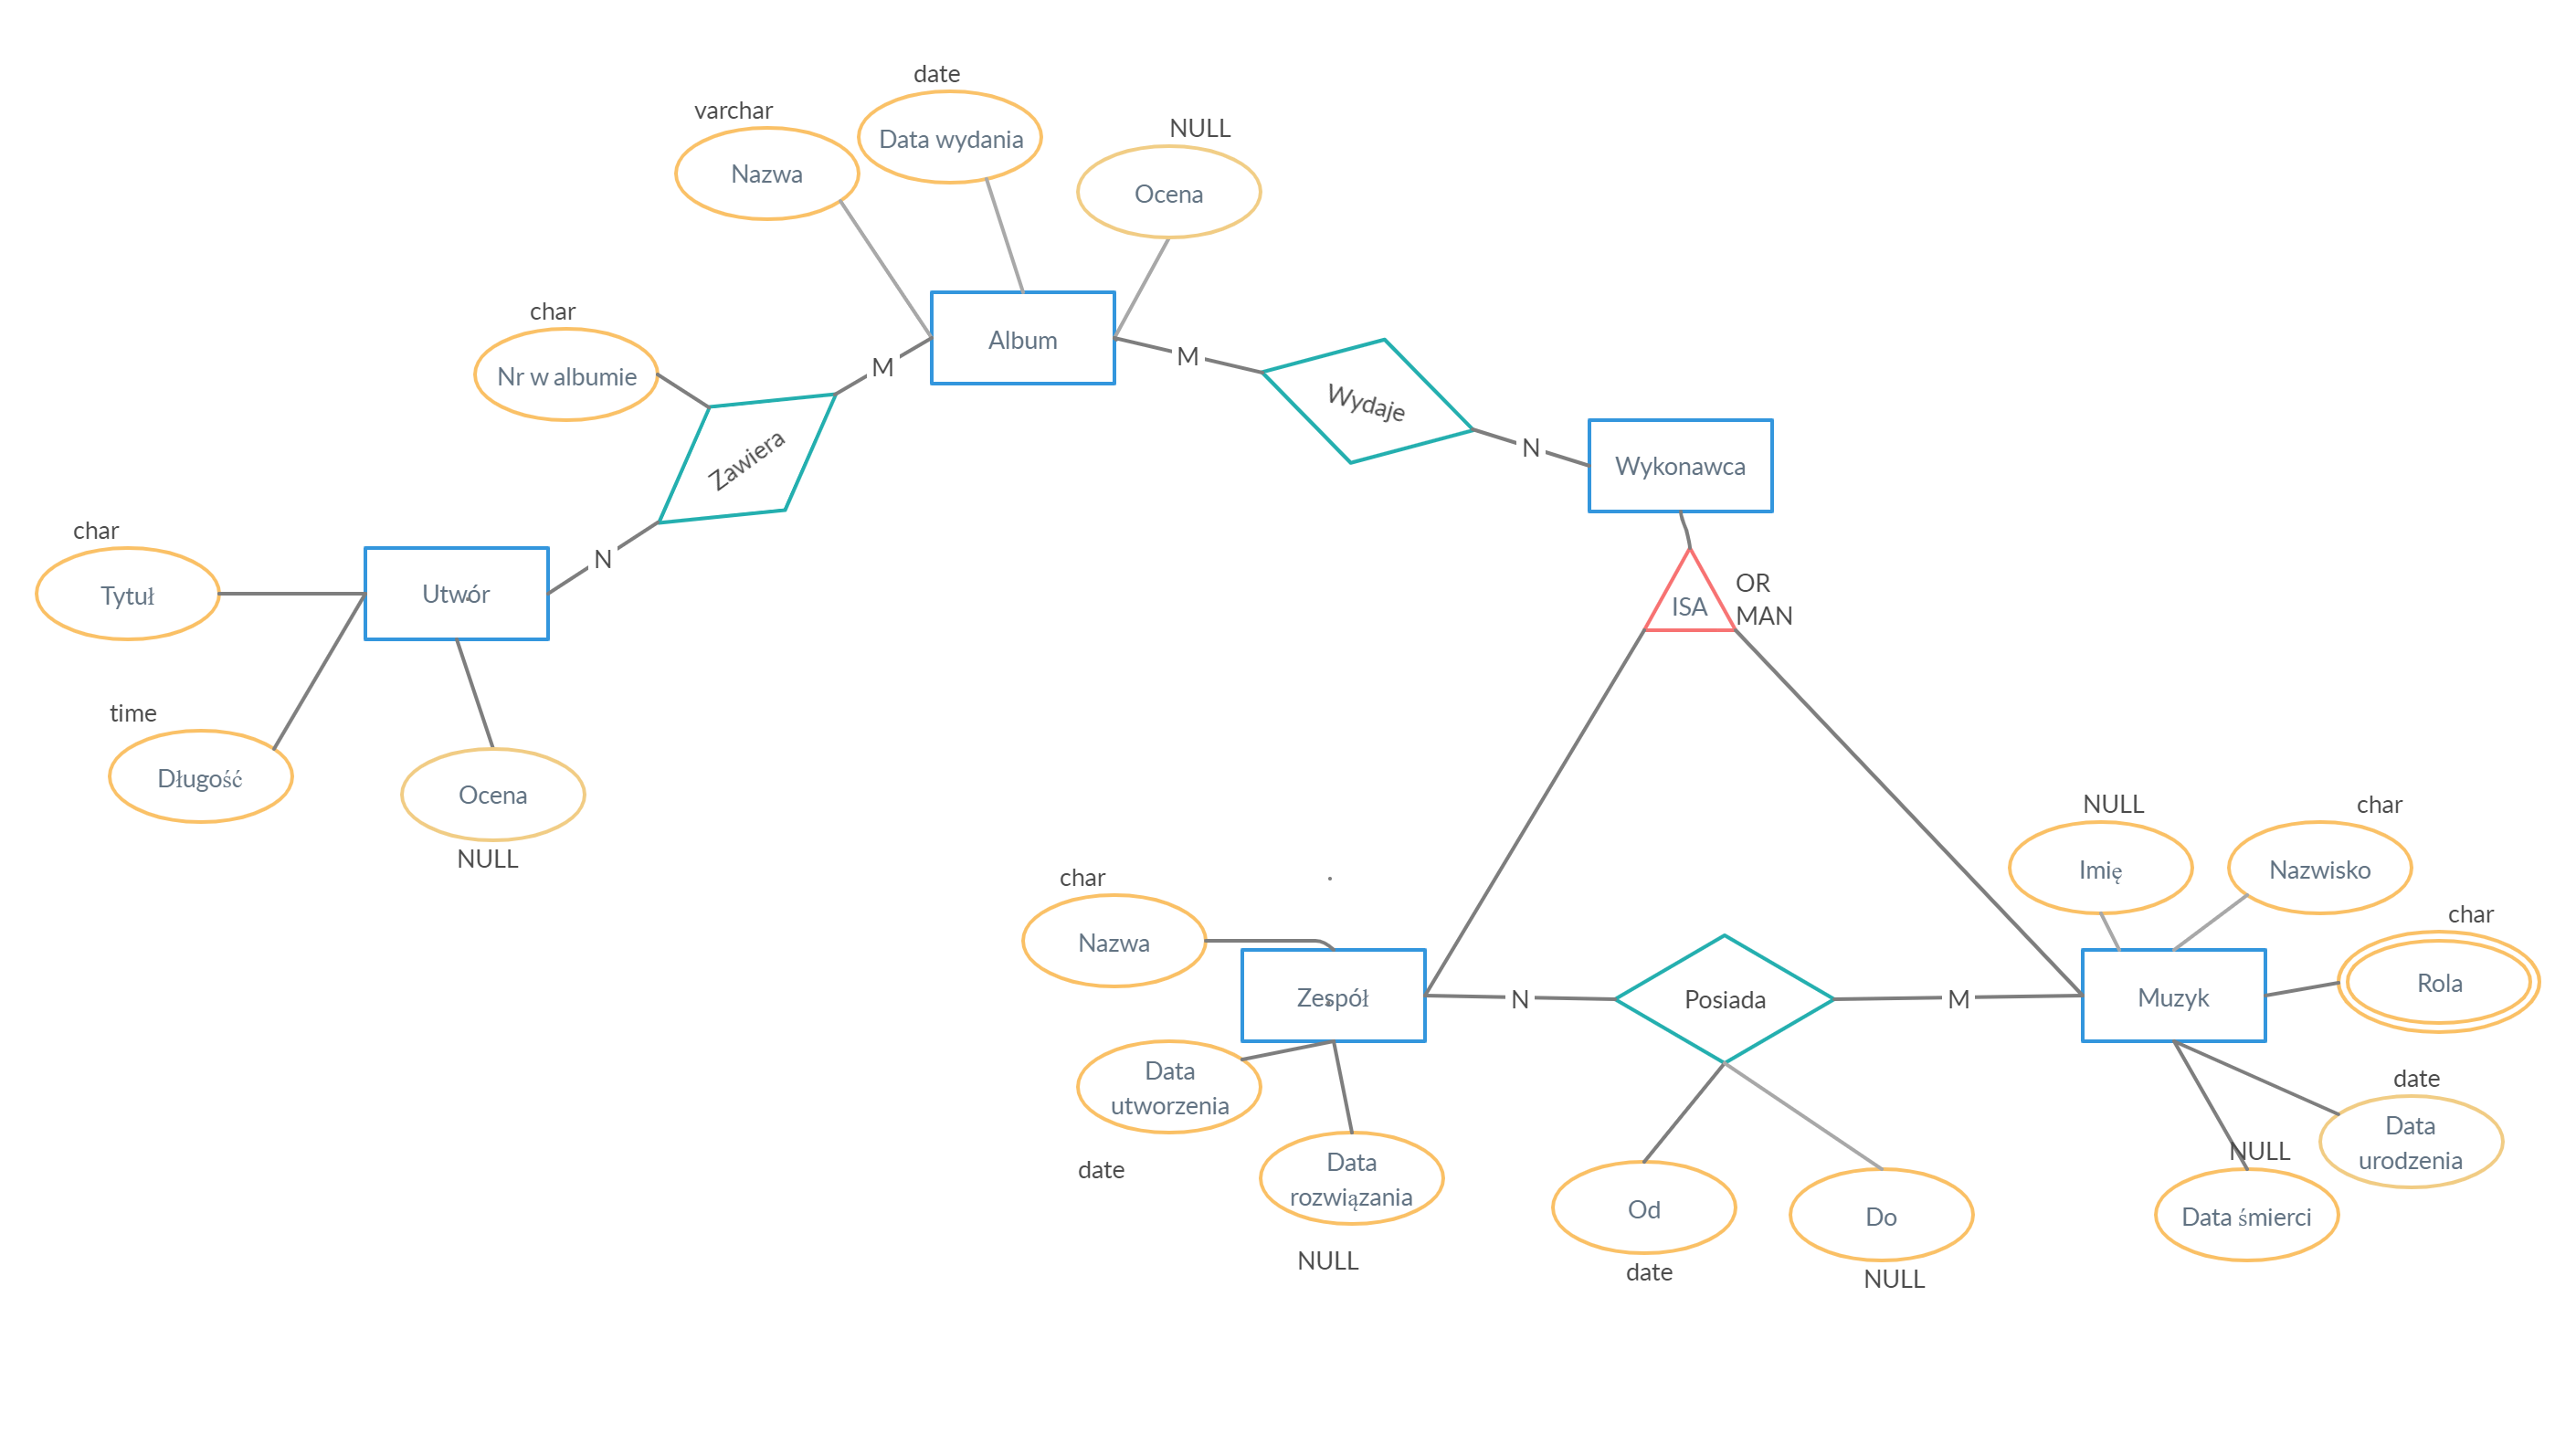 date
varchar
Data wydania
NULL
Nazwa
Ocena
char
Album
Nr w albumie
M
M
Wydaje
Zawiera
N
Wykonawca
char
N
Tytuł
Utwór
ISA
OR
MAN
time
Długość
Ocena
NULL
NULL
char
char
Imię
Nazwisko
char
char
Nazwa
Rola
Zespół
N
Posiada
M
Muzyk
Data
utworzenia
date
date
Data
urodzenia
NULL
Data
rozwiązania
Od
Do
Data śmierci
NULL
date
NULL